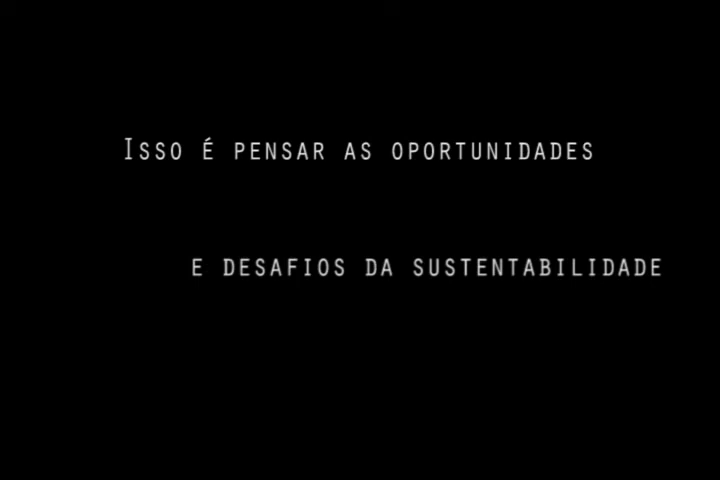 Isso é pensar as oportunidades
e desafios da sustentabilidade